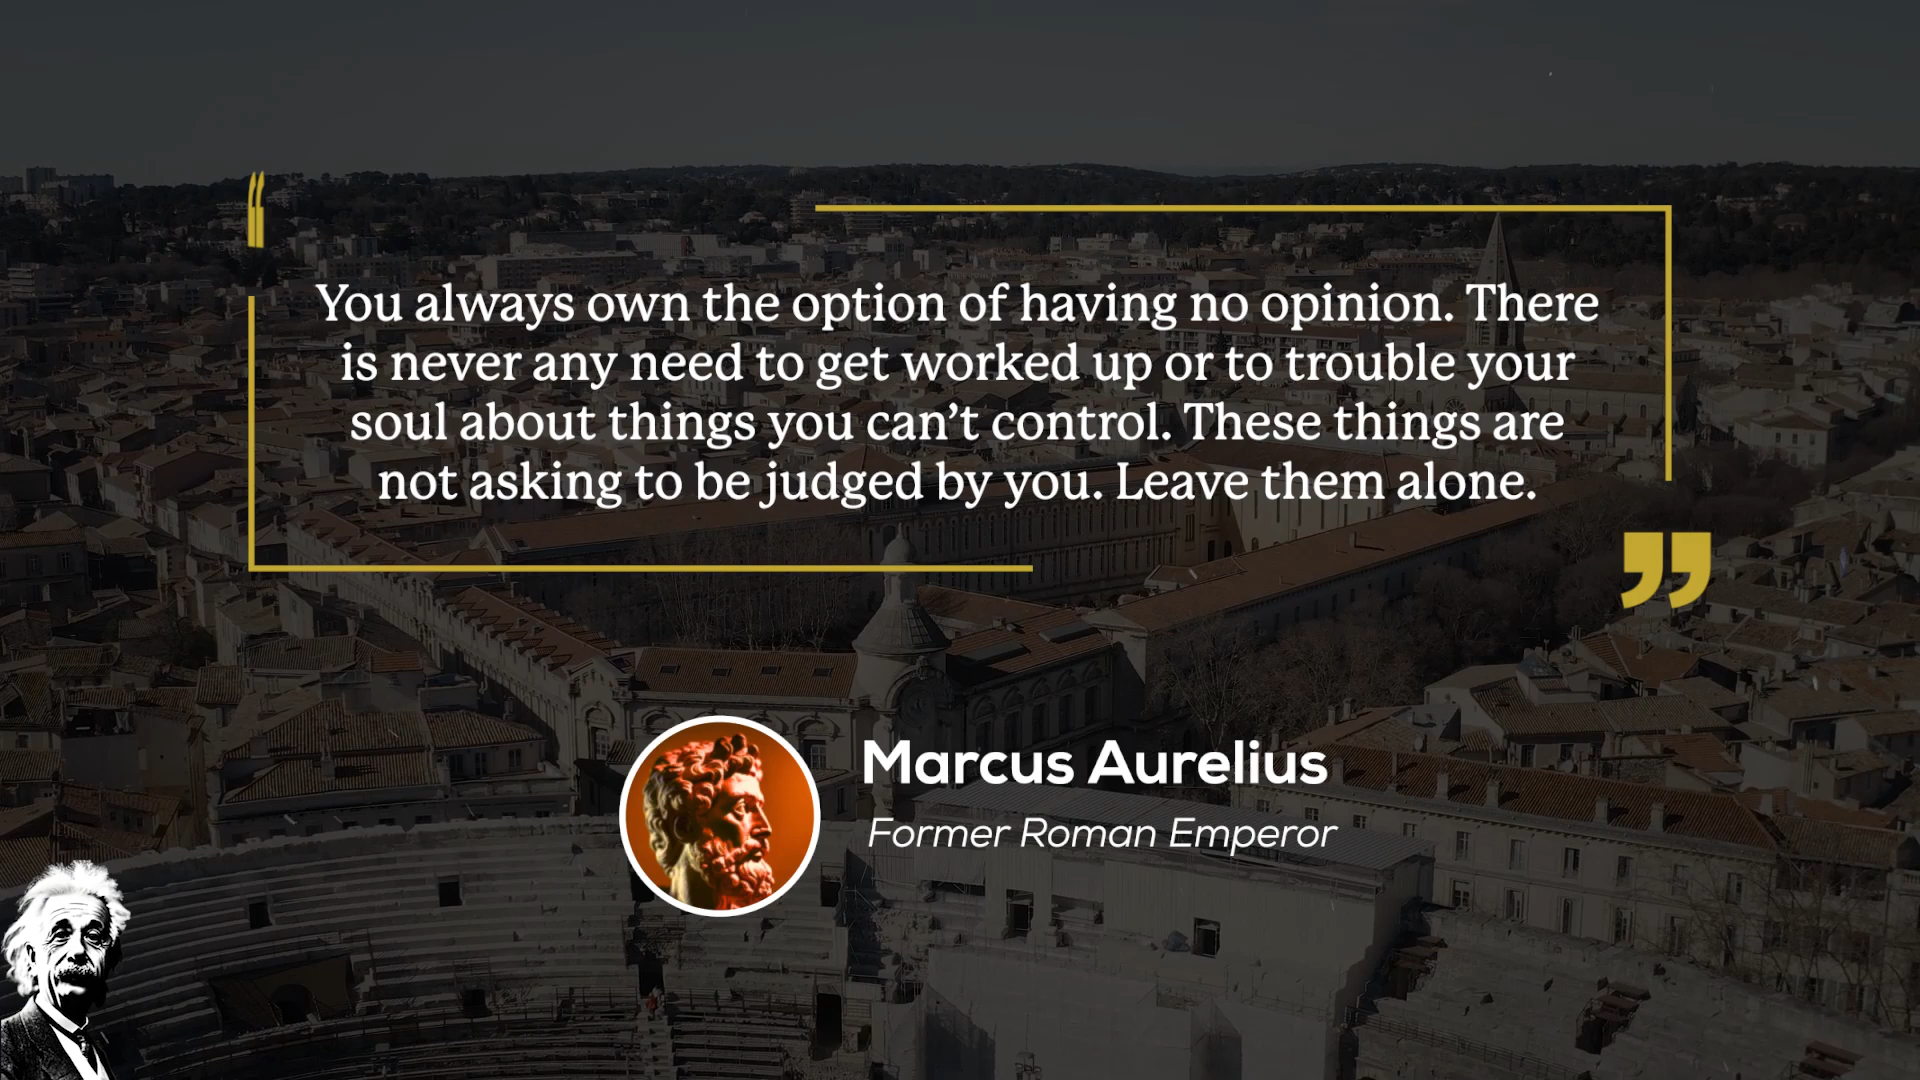 “
You always own the option of having no opinion. There
is never any need to get worked up or to trouble your
soul about things you can’t control. These things are
not asking to be judged by you. Leave them alone.
”
Marcus Aurelius
Former Roman Emperor